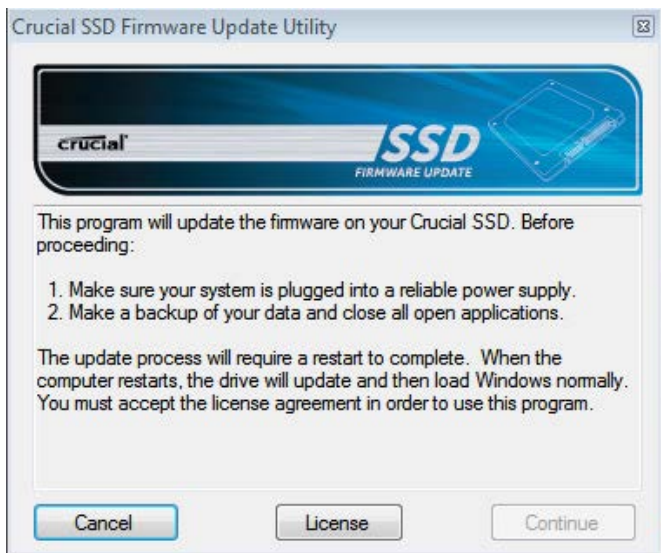 Crucial SSD Firmware Update Utility
crucial
SSD
FIRMWARE UPDATE
This program will update the firmware on your Crucial SSD. Before
proceeding:
1. Make sure your system is plugged into a reliable power supply.
2. Make a backup of your data and close all open applications.
The update process will require a restart to complete. When the
computer restarts, the drive will update and then load Windows normally.
You must accept the license agreement in order to use this program.
Cancel
License
Continue